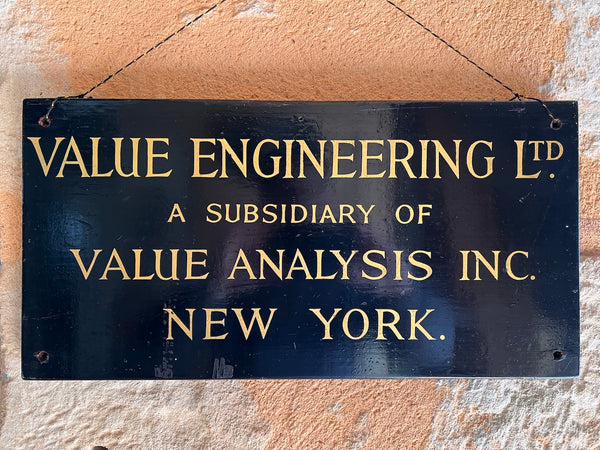 VALUE ENGINEERING LTD.
A SUBSIDIARY OF
VALUE ANALYSIS INC.
NEW YORK.